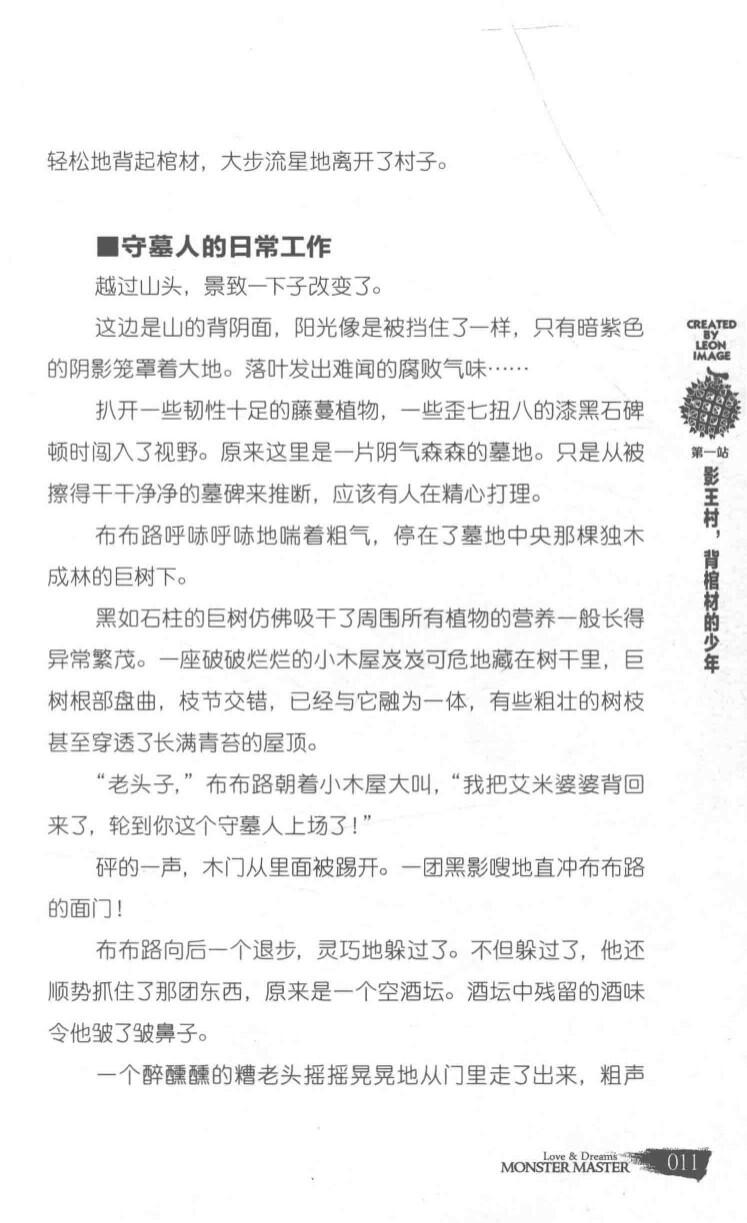 轻松地背起棺材，大步流星地离开了村子。
■守墓人的日常工作
越过山头，景致一下子改变了。
这边是山的背阴面，阳光像是被挡住了一样，只有暗紫色
的阴影笼罩着大地。落叶发出难闻的腐败气味……
扒开一些韧性十足的藤蔓植物，一些歪七扭八的漆黑石碑
顿时闯入了视野。原来这里是一片阴气森森的墓地。只是从被
擦得干干净净的墓碑来推断，应该有人在精心打理。
布布路呼哧呼哧地喘着粗气，停在了墓地中央那棵独木
成林的巨树下。
黑如石柱的巨树仿佛吸干了周围所有植物的营养一般长得
异常繁茂。一座破破烂烂的小木屋岌岌可危地藏在树干里，巨
树根部盘曲，枝节交错，已经与它融为一体，有些粗壮的树枝
甚至穿透了长满青苔的屋顶。
“老头子，”布布路朝着小木屋大叫，“我把艾米婆婆背回
来了，轮到你这个守墓人上场了！”
砰的一声，木门从里面被踢开。一团黑影嗖地直冲布布路
的面门！
布布路向后一个退步，灵巧地躲过了。不但躲过了，他还
顺势抓住了那团东西，原来是一个空酒坛。酒坛中残留的酒味
令他皱了皱鼻子。
一个醉醺醺的糟老头摇摇晃晃地从门里走了出来，粗声
CREATED
BY
LEON
IMAGE
第一站
影王村，背棺材的少年
Love & Dreams
MONSTER MASTER
011